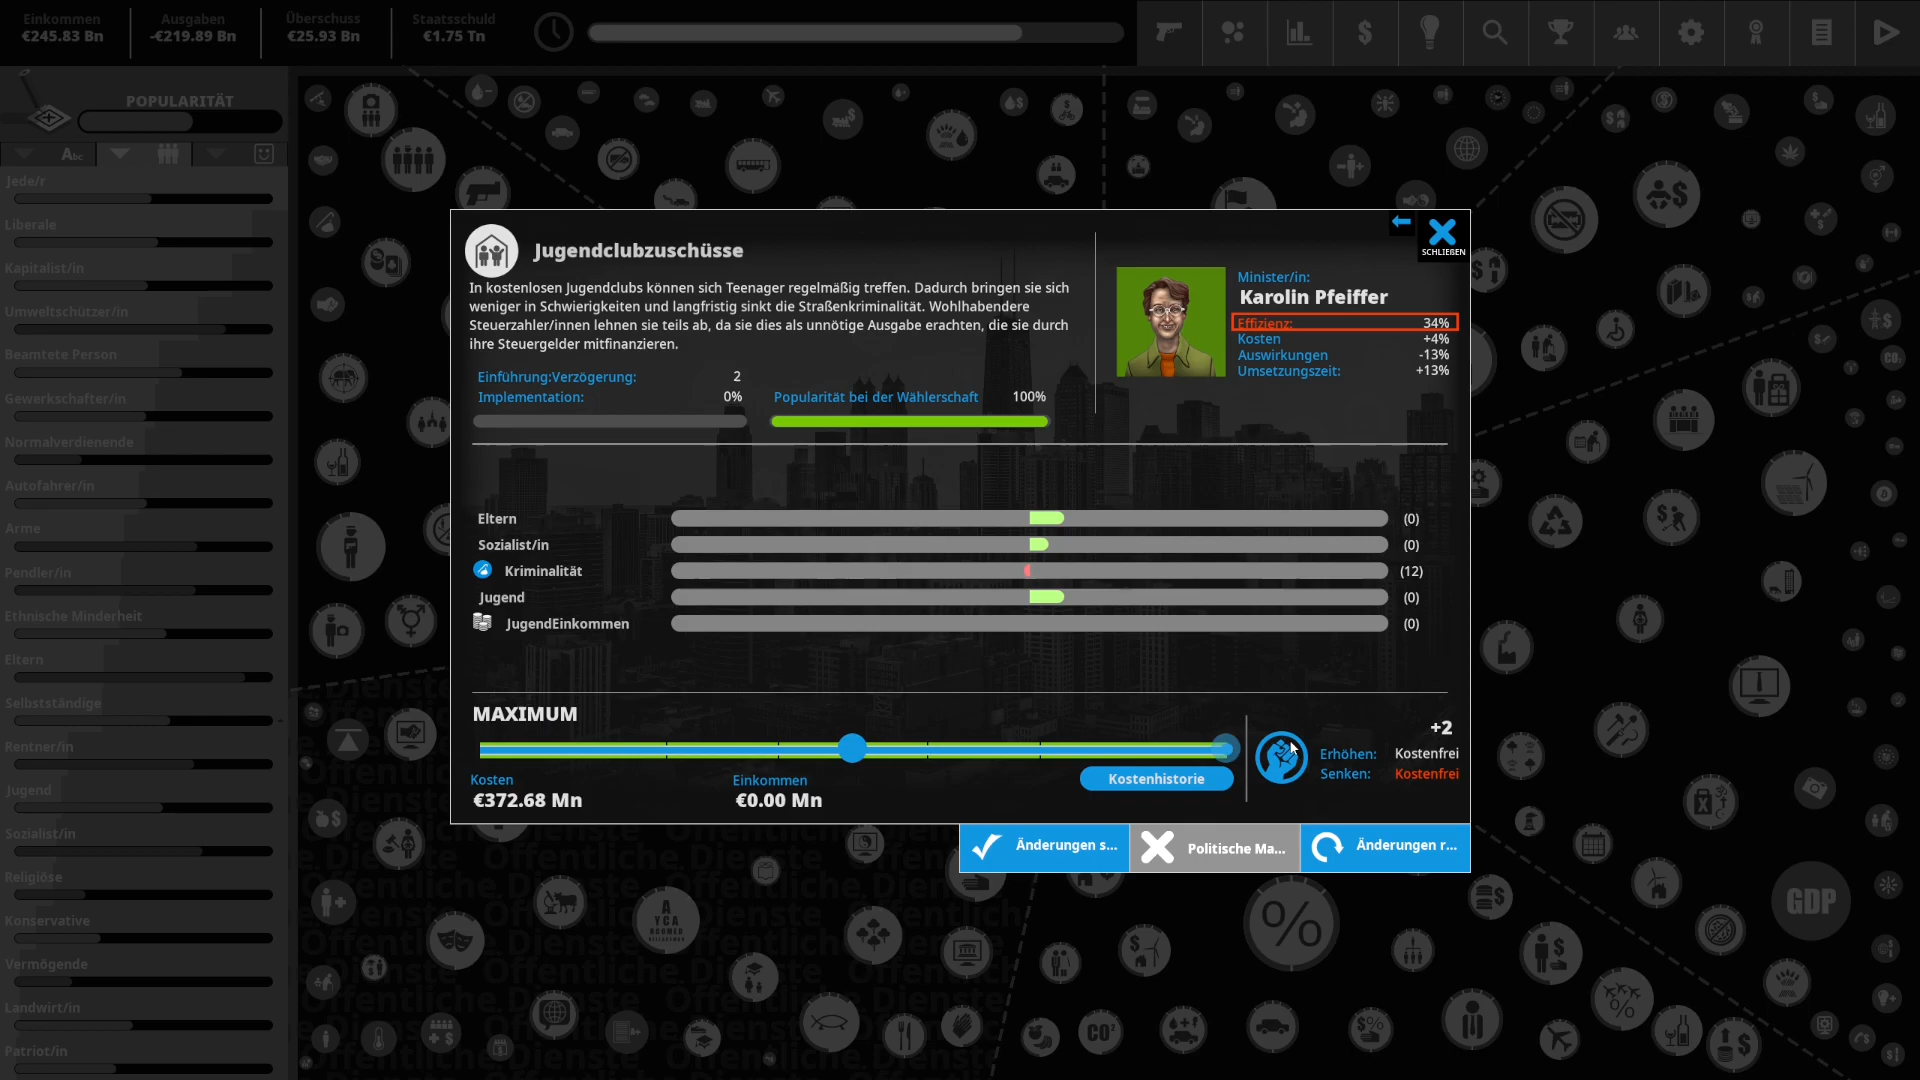 Einkommen
€245.83 Bn
Ausgaben
-€219.89 Bn
Überschuss
€25.93 Bn
Staatsschuld
€1.75 Tn
POPULARITÄT
Abc
Jede/r
Liberale
Kapitalist/in
Umweltschützer/in
Beamtete Person
Gewerkschafter/in
Normalverdienende
Autofahrer/in
Arme
Pendler/in
Ethnische Minderheit
Eltern
Selbstständige
Rentner/in
Jugend
Sozialist/in
Religiöse
Konservative
Vermögende
Landwirt/in
Patriot/in
Jugendclubzuschüsse
In kostenlosen Jugendclubs können sich Teenager regelmäßig treffen. Dadurch bringen sie sich
weniger in Schwierigkeiten und langfristig sinkt die Straßenkriminalität. Wohlhabendere
Steuerzahler/innen lehnen sie teils ab, da sie dies als unnötige Ausgabe erachten, die sie durch
ihre Steuergelder mitfinanzieren.
Einführung:Verzögerung: 2
Implementation: 0%
Popularität bei der Wählerschaft 100%
SCHLIEßEN
Minister/in:
Karolin Pfeiffer
Effizienz: 34%
Kosten +4%
Auswirkungen -13%
Umsetzungszeit: +13%
Eltern (0)
Sozialist/in (0)
Kriminalität (12)
Jugend (0)
JugendEinkommen (0)
MAXIMUM
Kosten
€372.68 Mn
Einkommen
€0.00 Mn
Kostenhistorie
+2
Erhöhen: Kostenfrei
Senken: Kostenfrei
Änderungen s...
Politische Ma...
Änderungen r...
Öffentliche Dienste
GDP
%
CO²